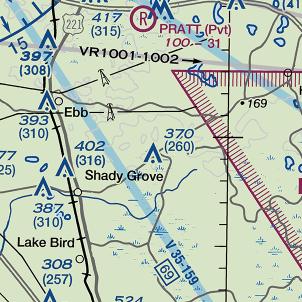 417
(315)
221
15
R
PRATT (Pvt)
100 - 31
397
(308)
VR1001-1002
169
393
(310)
Ebb
370
(260)
402
(316)
77
25)
Shady Grove
387
(310)
Lake Bird
308
(257)
V 35-159
69
524